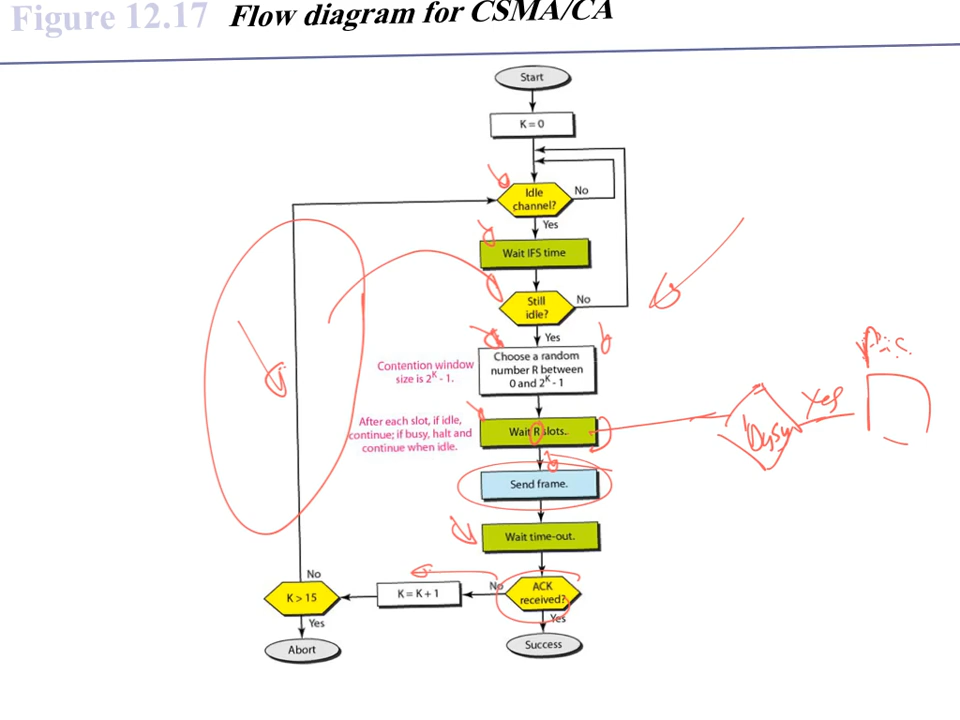 Figure 12.17 Flow diagram for CSMA/CA
Start
K = 0
Idle
channel?
No
Yes
Wait IFS time
Still
idle?
No
Yes
Contention window
size is 2^K - 1.
Choose a random
number R between
0 and 2^K - 1
After each slot, if idle,
continue; if busy, halt and
continue when idle.
Wait R slots.
Busy
Yes
Send frame.
Wait time-out.
ACK
received?
No
Yes
K = K + 1
K > 15
No
Yes
Abort
Success